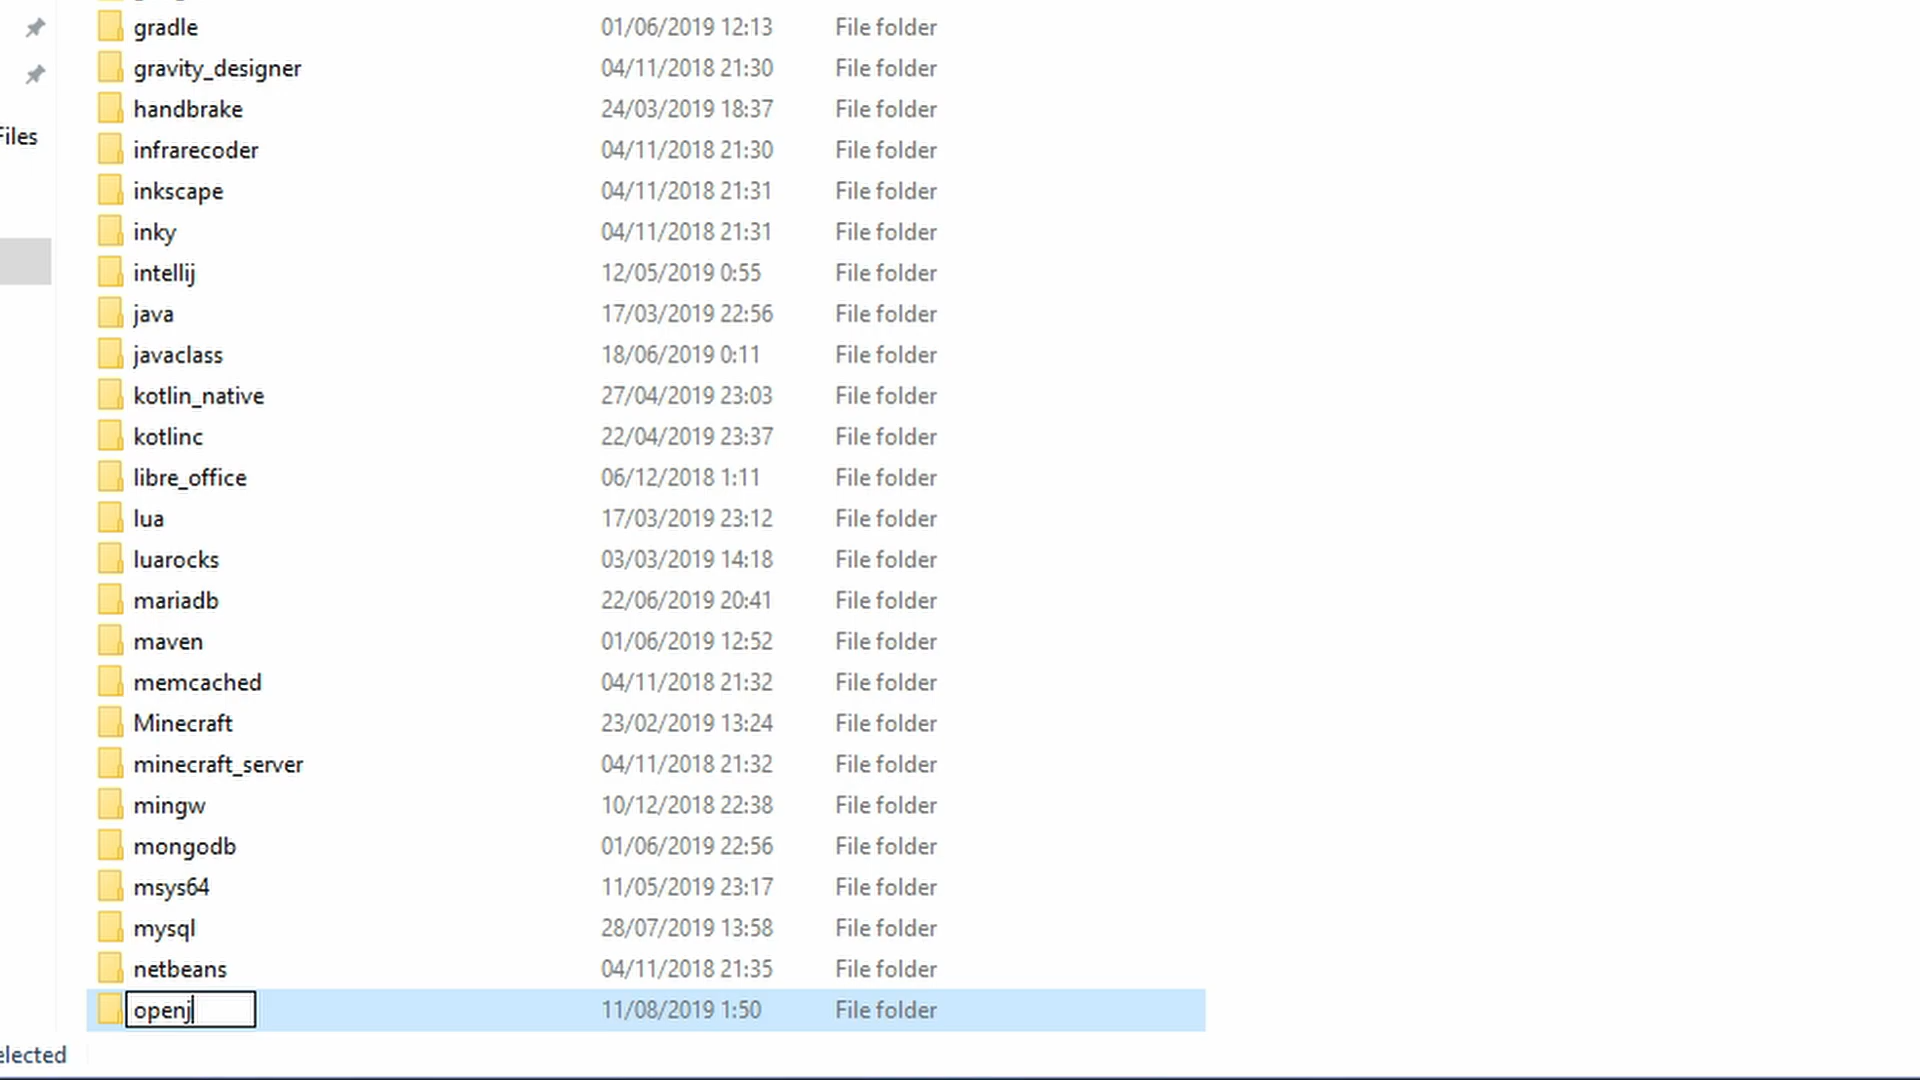 gradle 01/06/2019 12:13 File folder
gravity_designer 04/11/2018 21:30 File folder
handbrake 24/03/2019 18:37 File folder
Files
infrarecoder 04/11/2018 21:30 File folder
inkscape 04/11/2018 21:31 File folder
inky 04/11/2018 21:31 File folder
intellij 12/05/2019 0:55 File folder
java 17/03/2019 22:56 File folder
javaclass 18/06/2019 0:11 File folder
kotlin_native 27/04/2019 23:03 File folder
kotlinc 22/04/2019 23:37 File folder
libre_office 06/12/2018 1:11 File folder
lua 17/03/2019 23:12 File folder
luarocks 03/03/2019 14:18 File folder
mariadb 22/06/2019 20:41 File folder
maven 01/06/2019 12:52 File folder
memcached 04/11/2018 21:32 File folder
Minecraft 23/02/2019 13:24 File folder
minecraft_server 04/11/2018 21:32 File folder
mingw 10/12/2018 22:38 File folder
mongodb 01/06/2019 22:56 File folder
msys64 11/05/2019 23:17 File folder
mysql 28/07/2019 13:58 File folder
netbeans 04/11/2018 21:35 File folder
openj 11/08/2019 1:50 File folder
elected